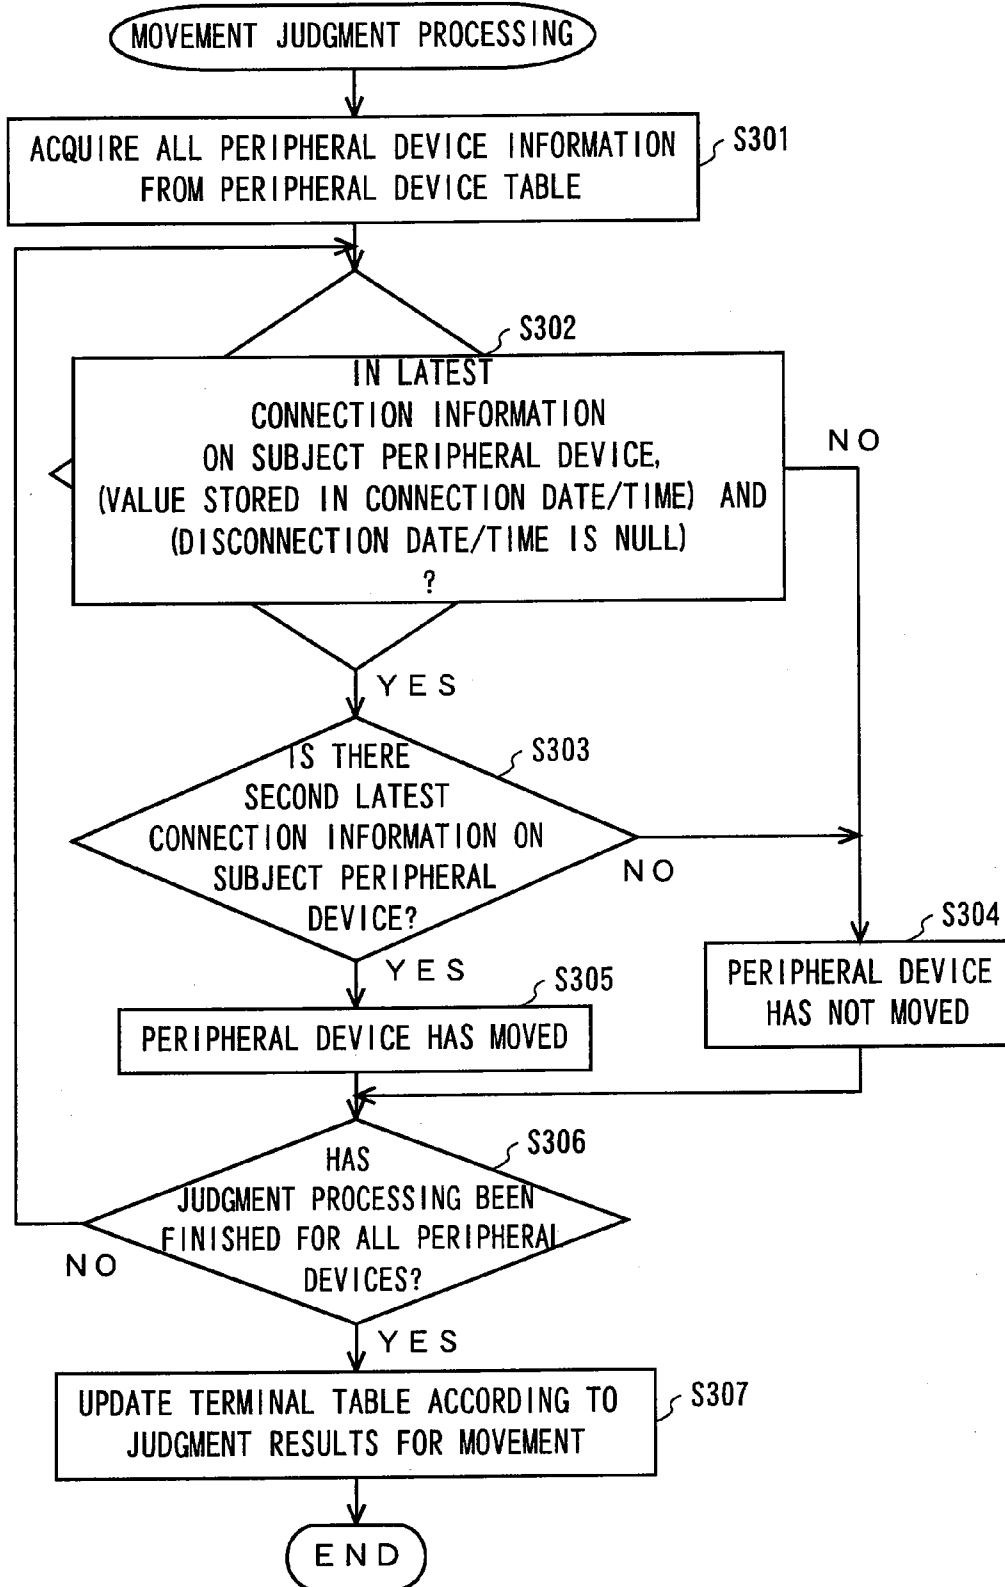 MOVEMENT JUDGMENT PROCESSING
ACQUIRE ALL PERIPHERAL DEVICE INFORMATION
FROM PERIPHERAL DEVICE TABLE
S301
S302
IN LATEST
CONNECTION INFORMATION
ON SUBJECT PERIPHERAL DEVICE,
(VALUE STORED IN CONNECTION DATE/TIME) AND
(DISCONNECTION DATE/TIME IS NULL)
?
NO
YES
S303
IS THERE
SECOND LATEST
CONNECTION INFORMATION ON
SUBJECT PERIPHERAL
DEVICE?
NO
YES
S304
PERIPHERAL DEVICE
HAS NOT MOVED
S305
PERIPHERAL DEVICE HAS MOVED
S306
HAS
JUDGMENT PROCESSING BEEN
FINISHED FOR ALL PERIPHERAL
DEVICES?
NO
YES
S307
UPDATE TERMINAL TABLE ACCORDING TO
JUDGMENT RESULTS FOR MOVEMENT
END